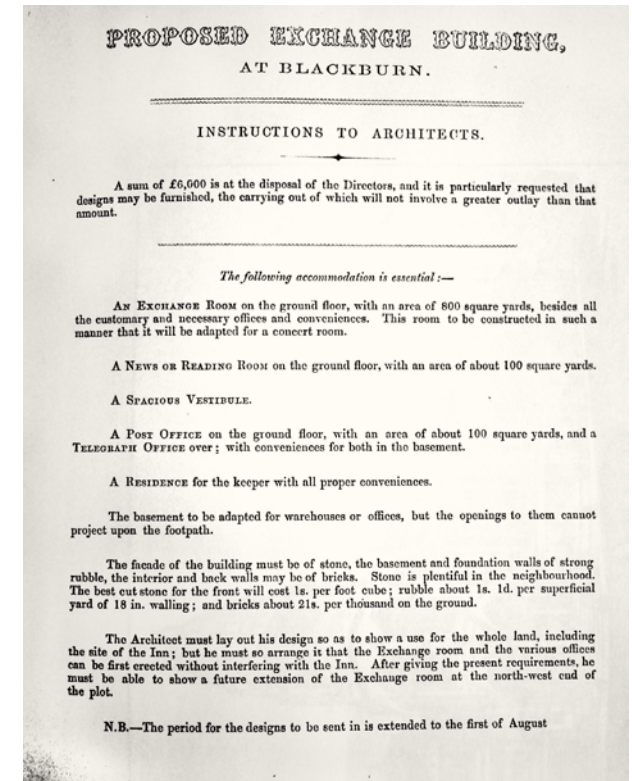 PROPOSED EXCHANGE BUILDING,
AT BLACKBURN.
INSTRUCTIONS TO ARCHITECTS.
A sum of £6,000 is at the disposal of the Directors, and it is particularly requested that
designs may be furnished, the carrying out of which will not involve a greater outlay than that
amount.
The following accommodation is essential:—
AN EXCHANGE ROOM on the ground floor, with an area of 800 square yards, besides all
the customary and necessary offices and conveniences. This room to be constructed in such a
manner that it will be adapted for a concert room.
A NEWS OR READING ROOM on the ground floor, with an area of about 100 square yards.
A SPACIOUS VESTIBULE.
A POST OFFICE on the ground floor, with an area of about 100 square yards, and a
TELEGRAPH OFFICE over; with conveniences for both in the basement.
A RESIDENCE for the keeper with all proper conveniences.
The basement to be adapted for warehouses or offices, but the openings to them cannot
project upon the footpath.
The facade of the building must be of stone, the basement and foundation walls of strong
rubble, the interior and back walls may be of bricks. Stone is plentiful in the neighbourhood.
The best cut stone for the front will cost 1s. per foot cube; rubble about 1s. 1d. per superficial
yard of 18 in. walling; and bricks about 21s. per thousand on the ground.
The Architect must lay out his design so as to show a use for the whole land, including
the site of the Inn; but he must so arrange it that the Exchange room and the various offices
can be first erected without interfering with the Inn. After giving the present requirements, he
must be able to show a future extension of the Exchange room at the north-west end of
the plot.
N.B.—The period for the designs to be sent in is extended to the first of August